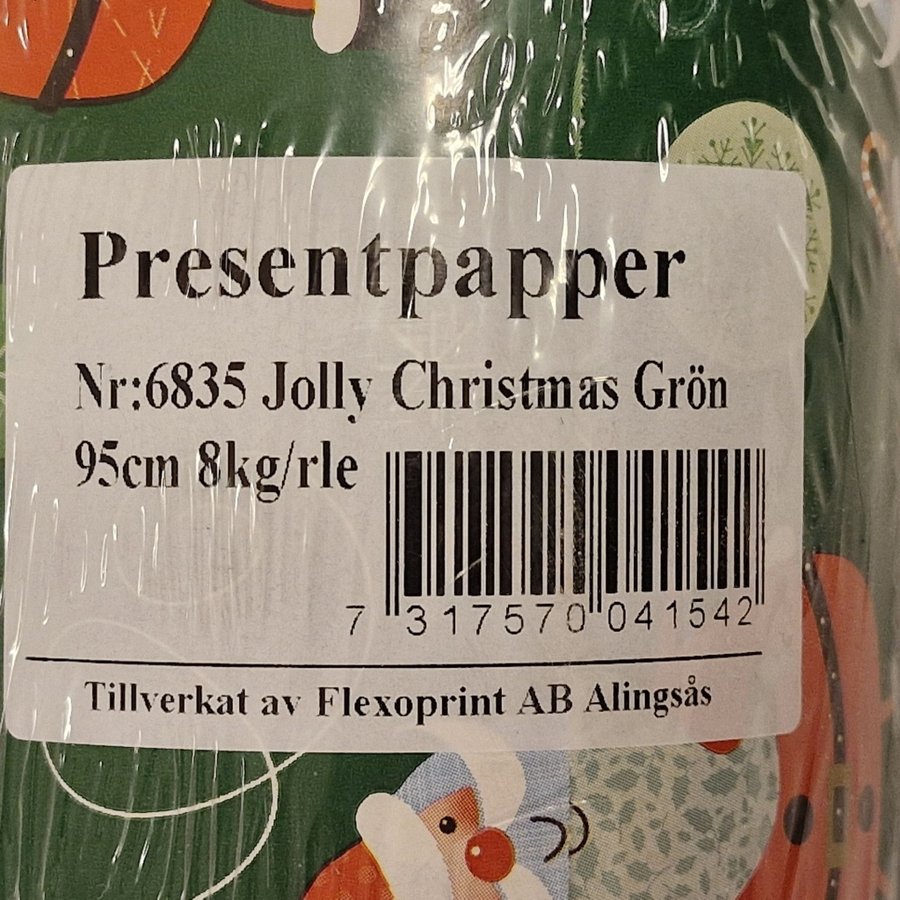 Presentpapper
Nr:6835 Jolly Christmas Grön
95cm 8kg/rle
7 317570 041542
Tillverkat av Flexoprint AB Alingsås